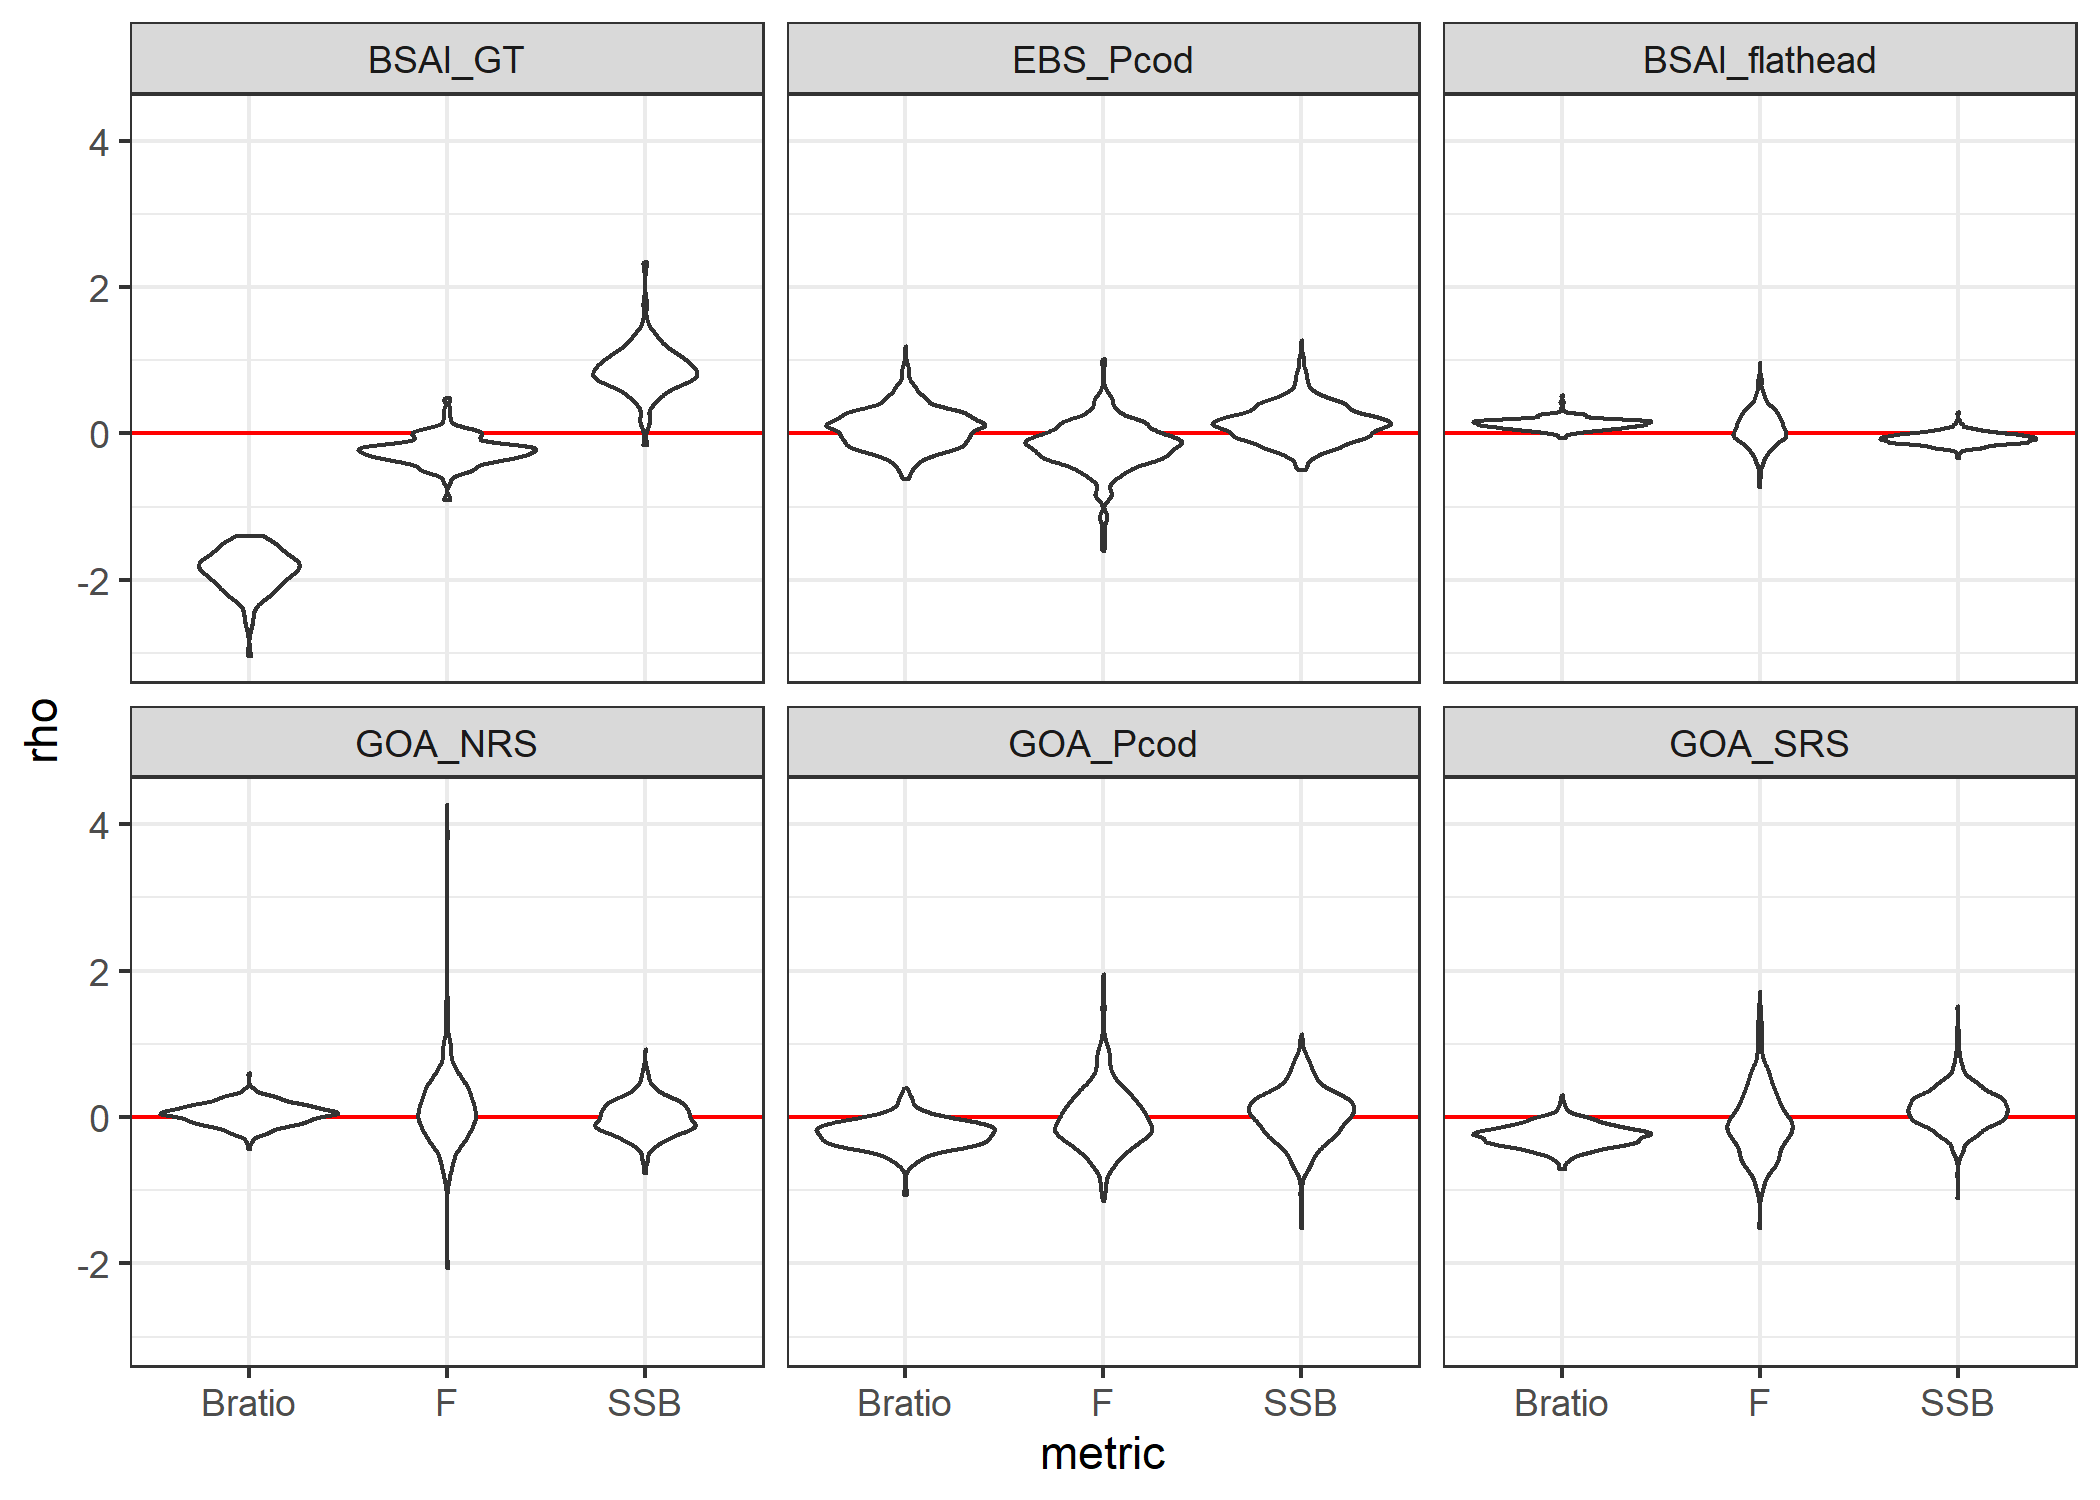 BSAI_GT EBS_Pcod BSAI_flathead
4
2
0
-2
rho
GOA_NRS GOA_Pcod GOA_SRS
4
2
0
-2
Bratio F SSB Bratio F SSB Bratio F SSB
metric